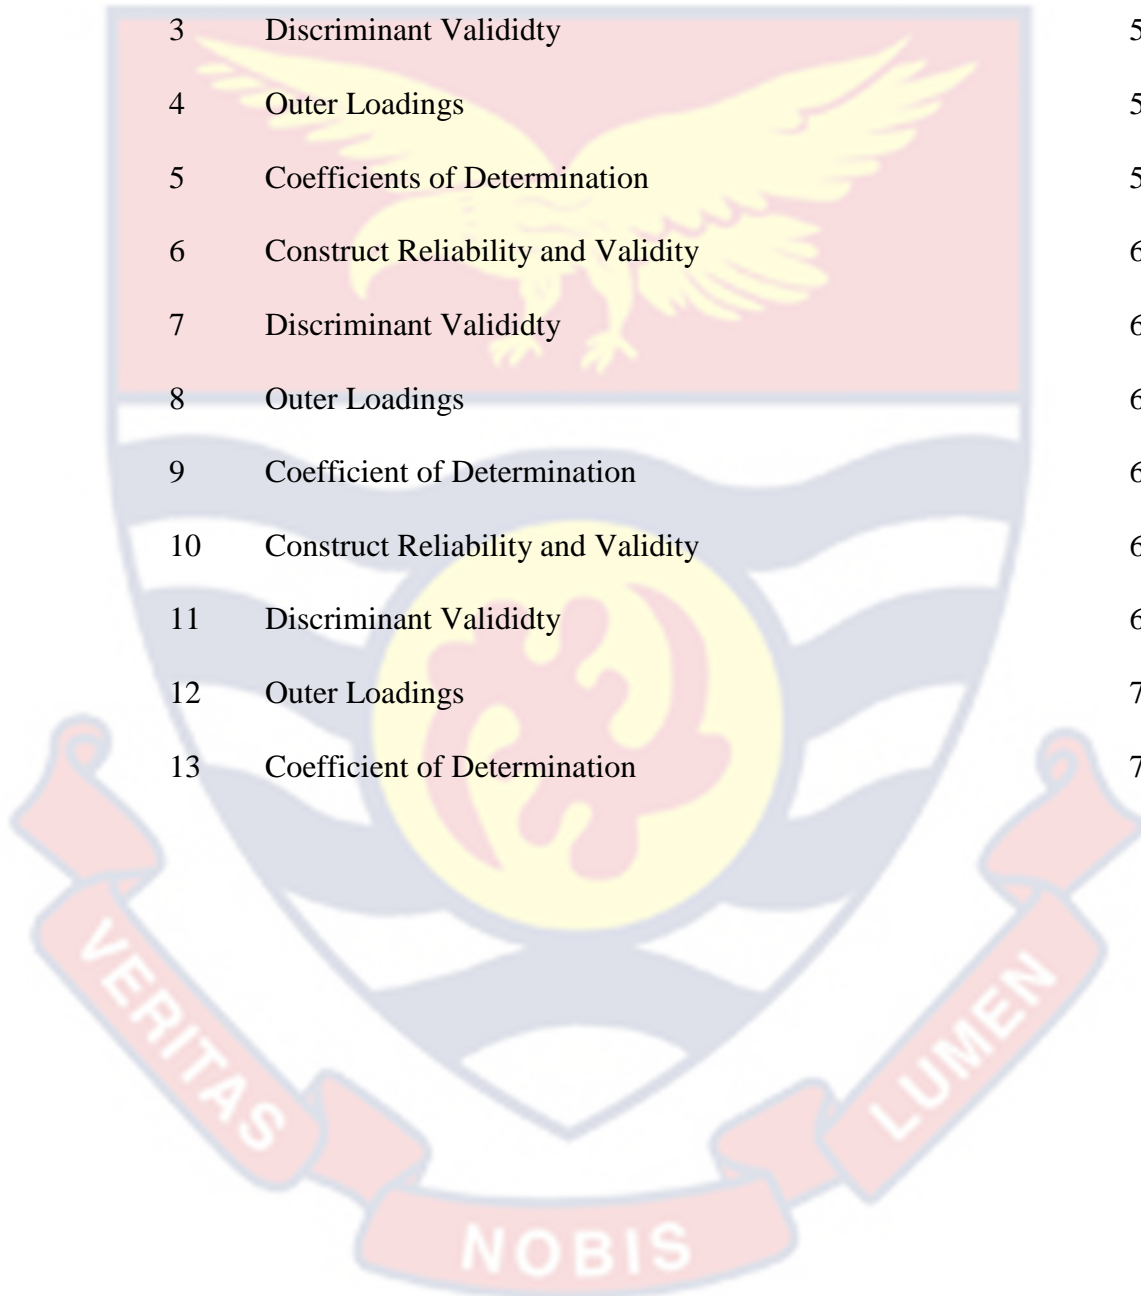 3 Discriminant Valididty 5
4 Outer Loadings 5
5 Coefficients of Determination 5
6 Construct Reliability and Validity 6
7 Discriminant Valididty 6
8 Outer Loadings 6
9 Coefficient of Determination 6
10 Construct Reliability and Validity 6
11 Discriminant Valididty 6
12 Outer Loadings 7
13 Coefficient of Determination 7
VERITAS
NOBIS
LUMEN